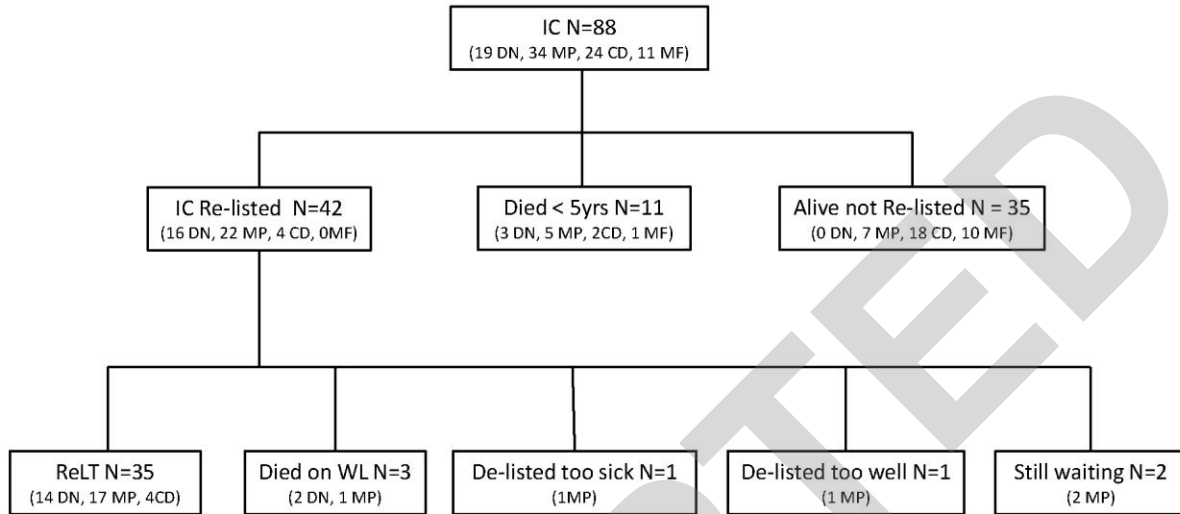 IC N=88
(19 DN, 34 MP, 24 CD, 11 MF)
IC Re-listed N=42
(16 DN, 22 MP, 4 CD, 0MF)
Died < 5yrs N=11
(3 DN, 5 MP, 2CD, 1 MF)
Alive not Re-listed N = 35
(0 DN, 7 MP, 18 CD, 10 MF)
ReLT N=35
(14 DN, 17 MP, 4CD)
Died on WL N=3
(2 DN, 1 MP)
De-listed too sick N=1
(1MP)
De-listed too well N=1
(1 MP)
Still waiting N=2
(2 MP)
PTED